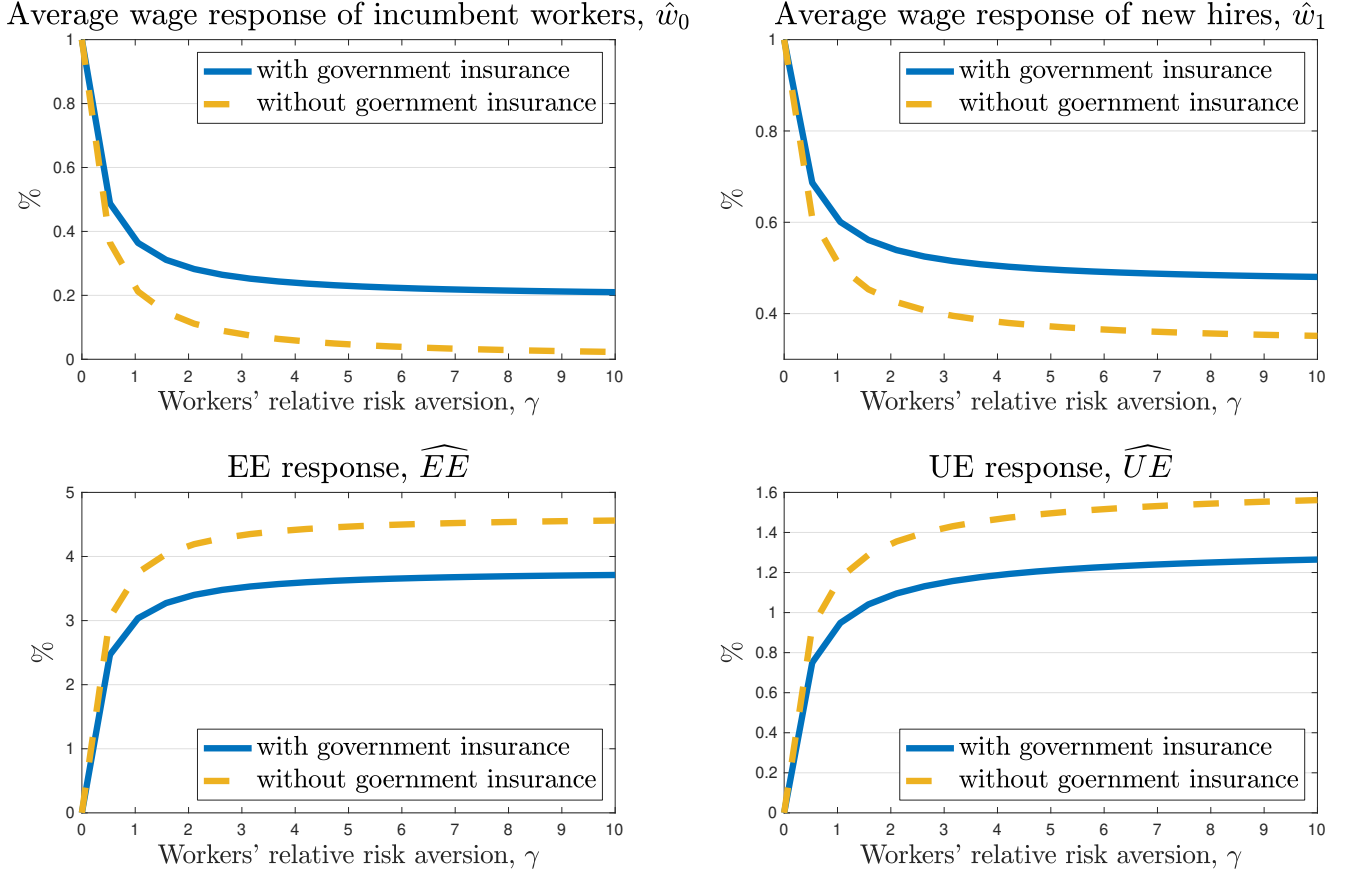 Average wage response of incumbent workers, ŵ₀
1
0.8
0.6
0.4
0.2
0
%
with government insurance
without goernment insurance
0 1 2 3 4 5 6 7 8 9 10
Workers' relative risk aversion, γ
Average wage response of new hires, ŵ₁
1
0.8
0.6
0.4
%
with government insurance
without goernment insurance
0 1 2 3 4 5 6 7 8 9 10
Workers' relative risk aversion, γ
EE response, \widehat{EE}
5
4
3
2
1
0
%
with government insurance
without goernment insurance
0 1 2 3 4 5 6 7 8 9 10
Workers' relative risk aversion, γ
UE response, \widehat{UE}
1.6
1.4
1.2
1
0.8
0.6
0.4
0.2
0
%
with government insurance
without goernment insurance
0 1 2 3 4 5 6 7 8 9 10
Workers' relative risk aversion, γ